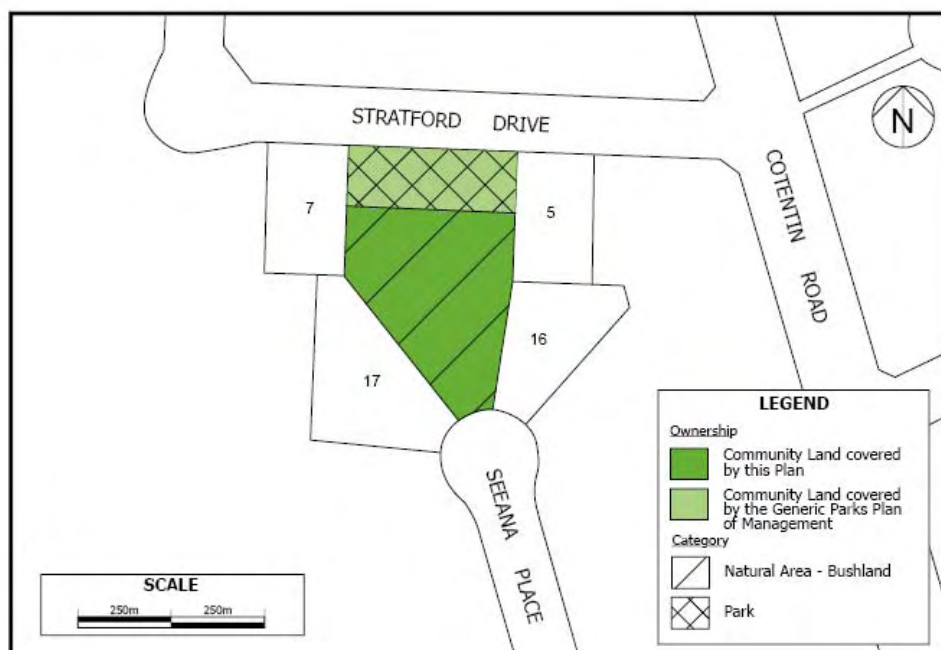 STRATFORD DRIVE
N
COTENTIN ROAD
7
5
16
17
SEEANA PLACE
LEGEND
Ownership
Community Land covered
by this Plan
Community Land covered
by the Generic Parks Plan
of Management
Category
Natural Area - Bushland
Park
SCALE
250m 250m